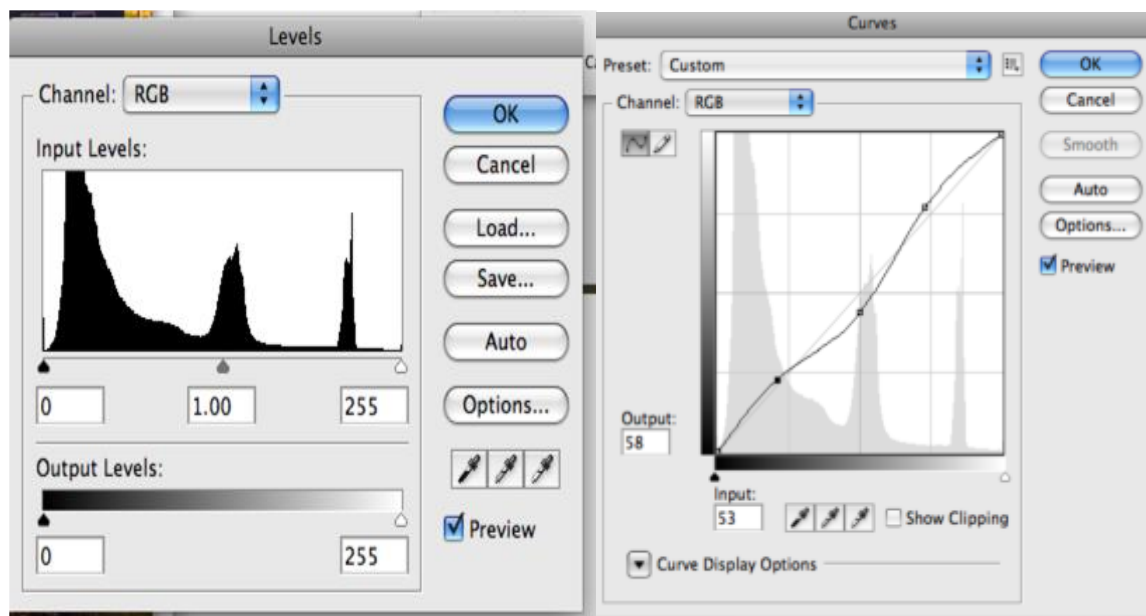 Levels
Channel: RGB
Input Levels:
0 1.00 255
Output Levels:
0 255
OK
Cancel
Load...
Save...
Auto
Options...
Preview
Curves
Preset: Custom
Channel: RGB
Output:
58
Input:
53
Show Clipping
Curve Display Options
OK
Cancel
Smooth
Auto
Options...
Preview